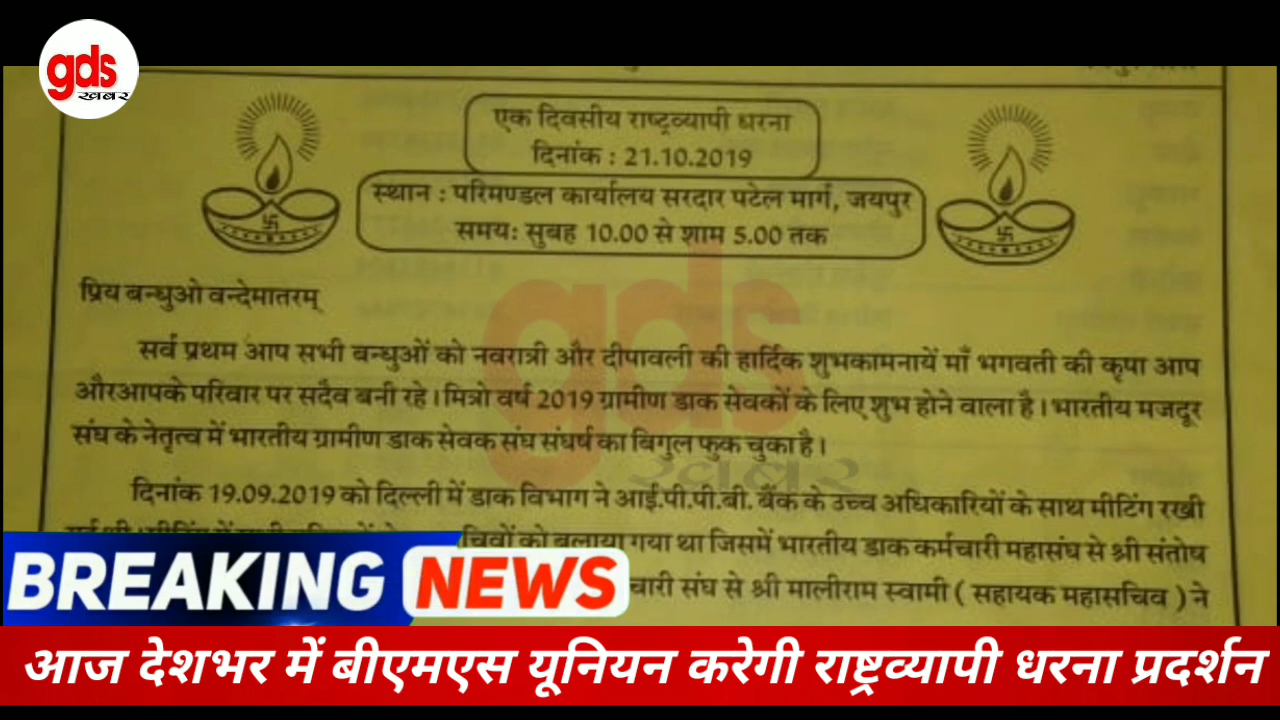 gds
खबर
एक दिवसीय राष्ट्रव्यापी धरना
दिनांक : 21.10.2019
स्थान : परिमण्डल कार्यालय सरदार पटेल मार्ग, जयपुर
समय: सुबह 10.00 से शाम 5.00 तक
प्रिय बन्धुओ वन्देमातरम्
सर्व प्रथम आप सभी बन्धुओं को नवरात्री और दीपावली की हार्दिक शुभकामनायें माँ भगवती की कृपा आप
औरआपके परिवार पर सदैव बनी रहे। मित्रो वर्ष 2019 ग्रामीण डाक सेवकों के लिए शुभ होने वाला है। भारतीय मजदूर
संघ के नेतृत्व में भारतीय ग्रामीण डाक सेवक संघ संघर्ष का बिगुल फुक चुका है।
gds
खबर
दिनांक 19.09.2019 को दिल्ली में डाक विभाग ने आई.पी.पी.बी. बैंक के उच्च अधिकारियों के साथ मीटिंग रखी
चिवों को बुलाया गया था जिसमें भारतीय डाक कर्मचारी महासंघ से श्री संतोष
चारी संघ से श्री मालीराम स्वामी ( सहायक महासचिव ) ने
BREAKING NEWS
आज देशभर में बीएमएस यूनियन करेगी राष्ट्रव्यापी धरना प्रदर्शन